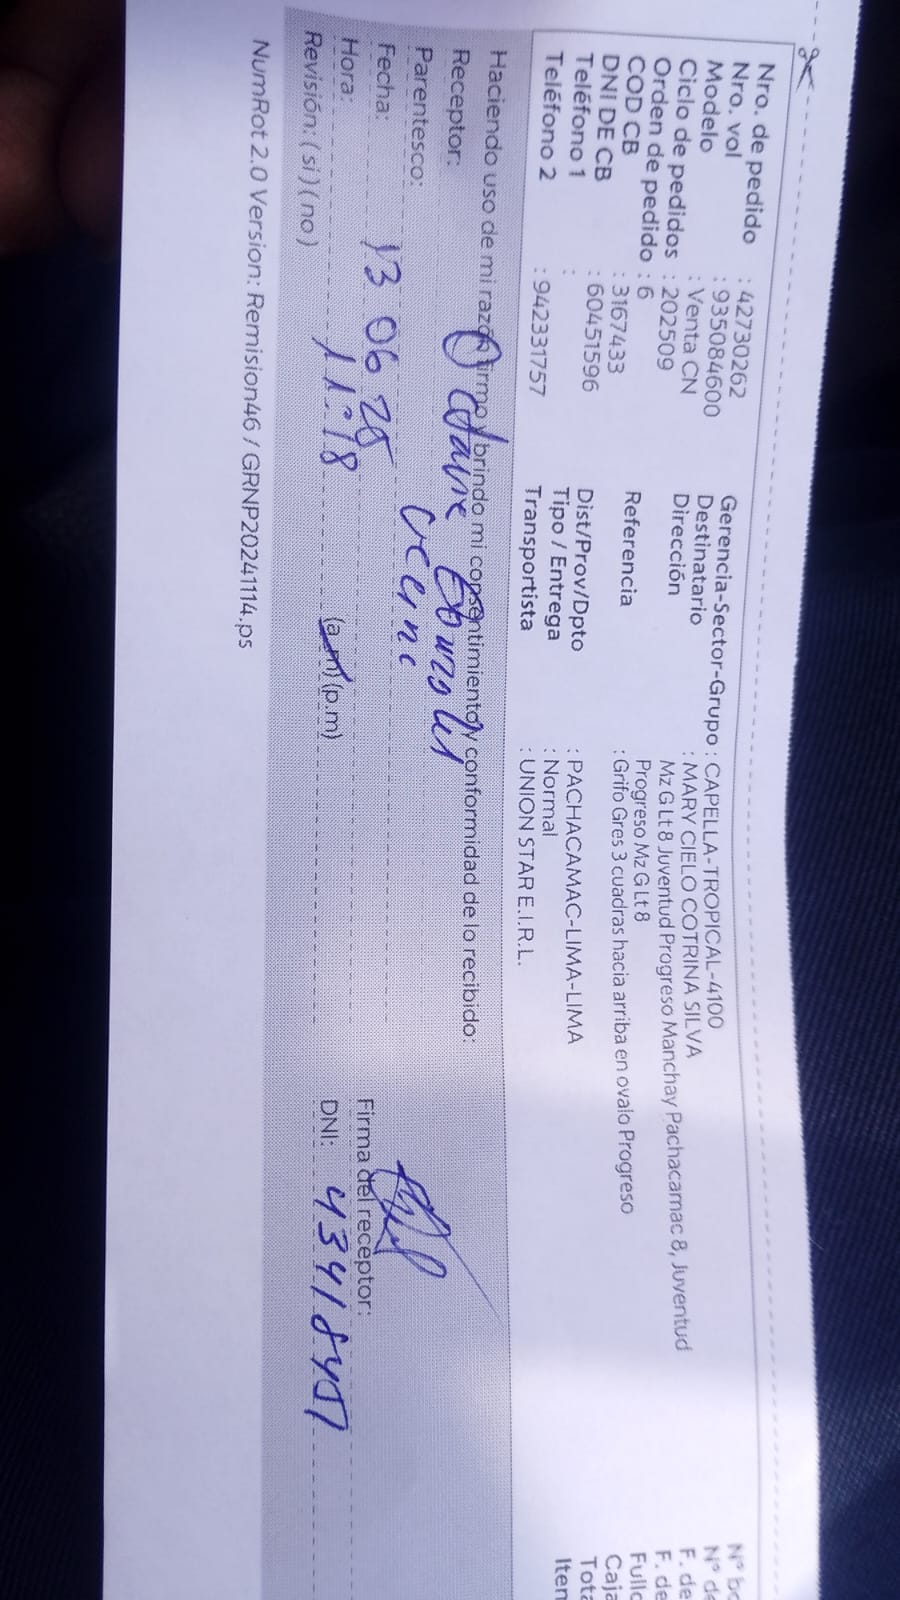 Nro. de pedido : 42730262
Nro. vol : 935084600
Modelo : Venta CN
Ciclo de pedidos : 202509
Orden de pedido : 6
COD CB : 3167433
DNI DE CB : 60451596
Teléfono 1 :
Teléfono 2 : 942331757
Gerencia-Sector-Grupo : CAPELLA-TROPICAL-4100
Destinatario : MARY CIELO COTRINA SILVA
Dirección Mz G Lt 8 Juventud Progreso Manchay Pachacamac 8, Juventud
Progreso Mz G Lt 8
Referencia : Grifo Gres 3 cuadras hacia arriba en ovalo Progreso
Dist/Prov/Dpto : PACHACAMAC-LIMA-LIMA
Tipo / Entrega : Normal
Transportista : UNION STAR E.I.R.L.
Haciendo uso de mi razón firmo y brindo mi consentimiento y conformidad de lo recibido:
Receptor:
Parentesco:
Fecha: 13 06 25
Hora: 11:18 (a.m) (p.m)
Revisión: ( si ) ( no )
Firma del receptor:
DNI:
NumRot 2.0 Version: Remision46 / GRNP20241114.ps